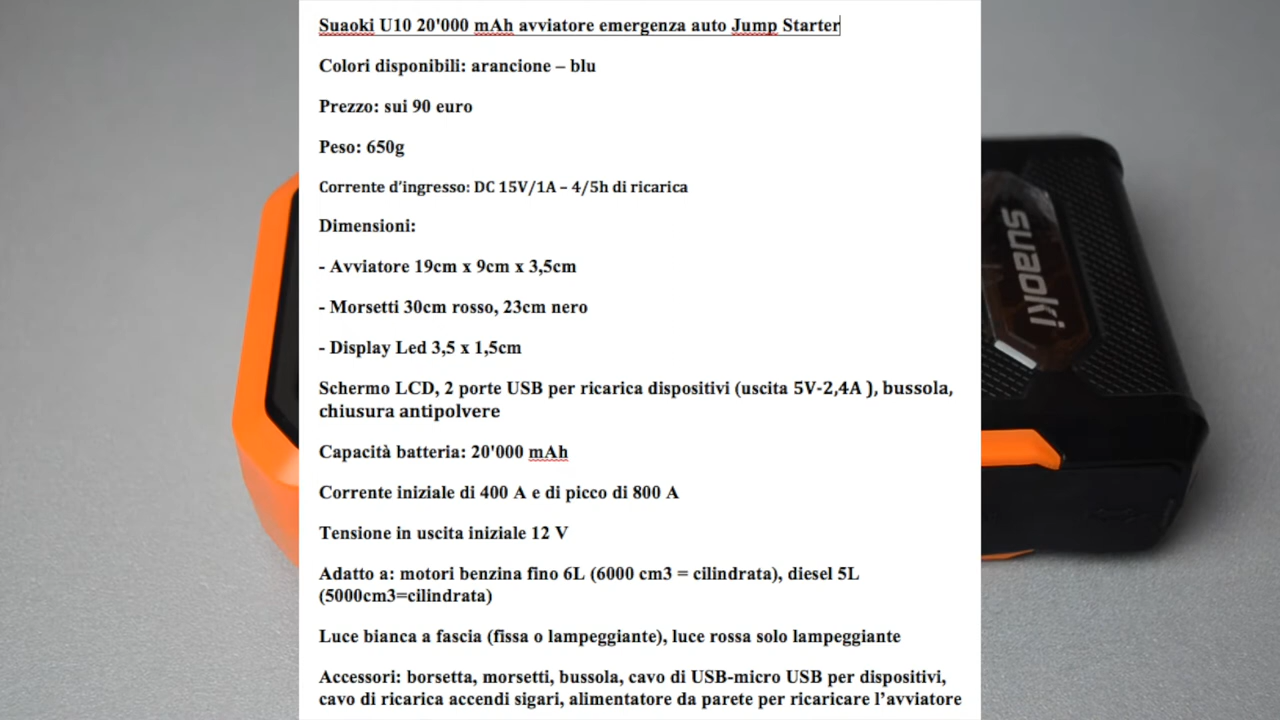 Suaoki U10 20'000 mAh avviatore emergenza auto Jump Starter
Colori disponibili: arancione – blu
Prezzo: sui 90 euro
Peso: 650g
Corrente d'ingresso: DC 15V/1A – 4/5h di ricarica
Dimensioni:
- Avviatore 19cm x 9cm x 3,5cm
- Morsetti 30cm rosso, 23cm nero
- Display Led 3,5 x 1,5cm
Schermo LCD, 2 porte USB per ricarica dispositivi (uscita 5V-2,4A ), bussola,
chiusura antipolvere
Capacità batteria: 20'000 mAh
Corrente iniziale di 400 A e di picco di 800 A
Tensione in uscita iniziale 12 V
Adatto a: motori benzina fino 6L (6000 cm3 = cilindrata), diesel 5L
(5000cm3=cilindrata)
Luce bianca a fascia (fissa o lampeggiante), luce rossa solo lampeggiante
Accessori: borsetta, morsetti, bussola, cavo di USB-micro USB per dispositivi,
cavo di ricarica accendi sigari, alimentatore da parete per ricaricare l’avviatore
suaoki